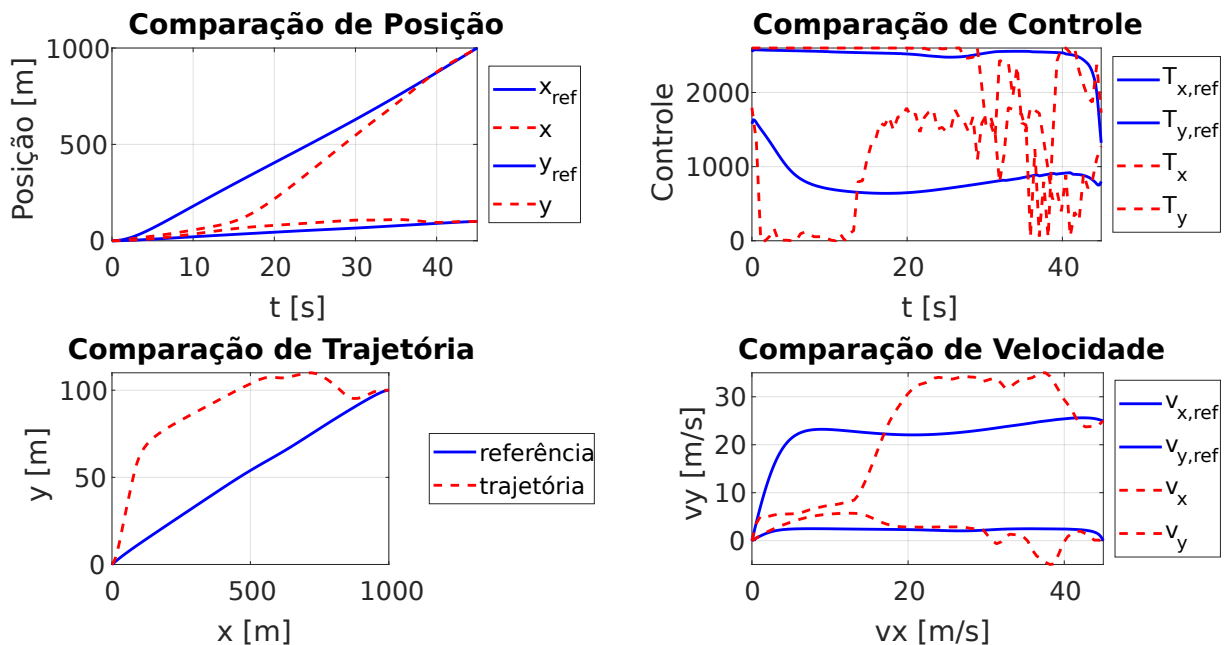 Comparação de Posição
1000
500
0
Posição [m]
0 10 20 30 40
t [s]
x_ref
x
y_ref
y
Comparação de Controle
2000
1000
0
Controle
0 20 40
t [s]
T_x,ref
T_y,ref
T_x
T_y
Comparação de Trajetória
100
50
0
y [m]
0 500 1000
x [m]
referência
trajetória
Comparação de Velocidade
30
20
10
0
vy [m/s]
0 20 40
vx [m/s]
v_x,ref
v_y,ref
v_x
v_y